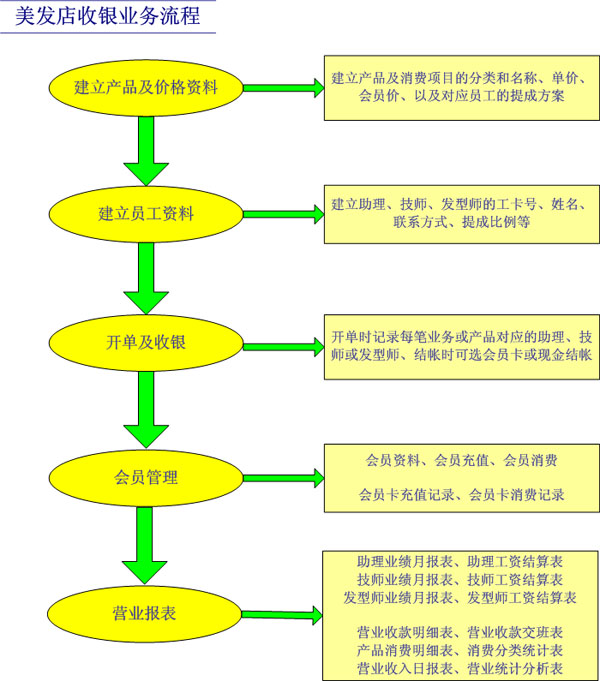 美发店收银业务流程
建立产品及价格资料
建立产品及消费项目的分类和名称、单价、
会员价、以及对应员工的提成方案
建立员工资料
建立助理、技师、发型师的工卡号、姓名、
联系方式、提成比例等
开单及收银
开单时记录每笔业务或产品对应的助理、技
师或发型师、结帐时可选会员卡或现金结帐
会员管理
会员资料、会员充值、会员消费
会员卡充值记录、会员卡消费记录
营业报表
助理业绩月报表、助理工资结算表
技师业绩月报表、技师工资结算表
发型师业绩月报表、发型师工资结算表
营业收款明细表、营业收款交班表
产品消费明细表、消费分类统计表
营业收入日报表、营业统计分析表